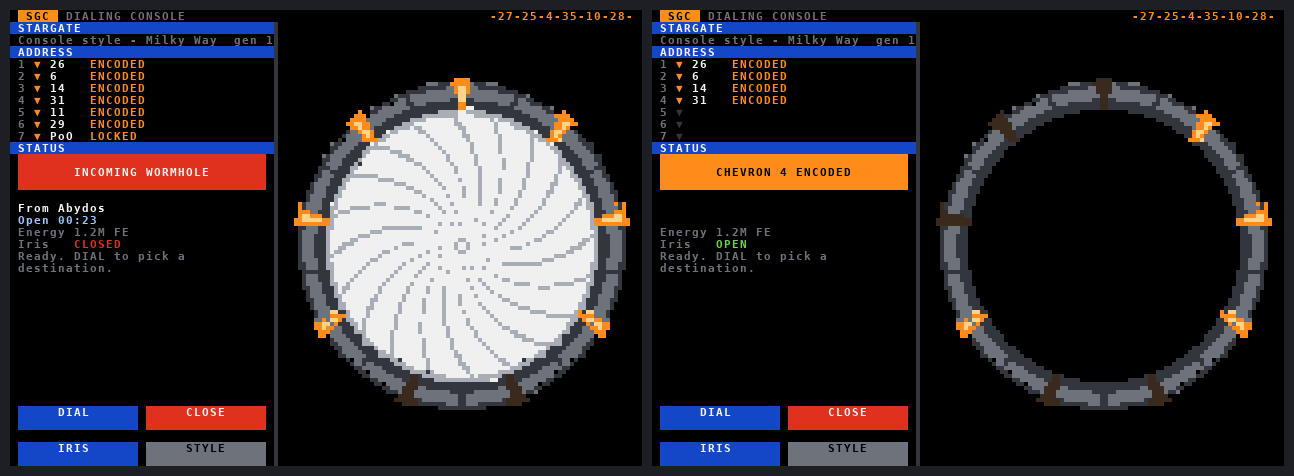 SGC DIALING CONSOLE -27-25-4-35-10-28-
STARGATE
Console style - Milky Way gen 1
ADDRESS
1 ▼ 26 ENCODED
2 ▼ 6 ENCODED
3 ▼ 14 ENCODED
4 ▼ 31 ENCODED
5 ▼ 11 ENCODED
6 ▼ 29 ENCODED
7 ▼ PoO LOCKED
STATUS
INCOMING WORMHOLE
From Abydos
Open 00:23
Energy 1.2M FE
Iris CLOSED
Ready. DIAL to pick a
destination.
DIAL CLOSE
IRIS STYLE
SGC DIALING CONSOLE -27-25-4-35-10-28-
STARGATE
Console style - Milky Way gen 1
ADDRESS
1 ▼ 26 ENCODED
2 ▼ 6 ENCODED
3 ▼ 14 ENCODED
4 ▼ 31 ENCODED
5 ▼
6 ▼
7 ▼
STATUS
CHEVRON 4 ENCODED
Energy 1.2M FE
Iris OPEN
Ready. DIAL to pick a
destination.
DIAL CLOSE
IRIS STYLE